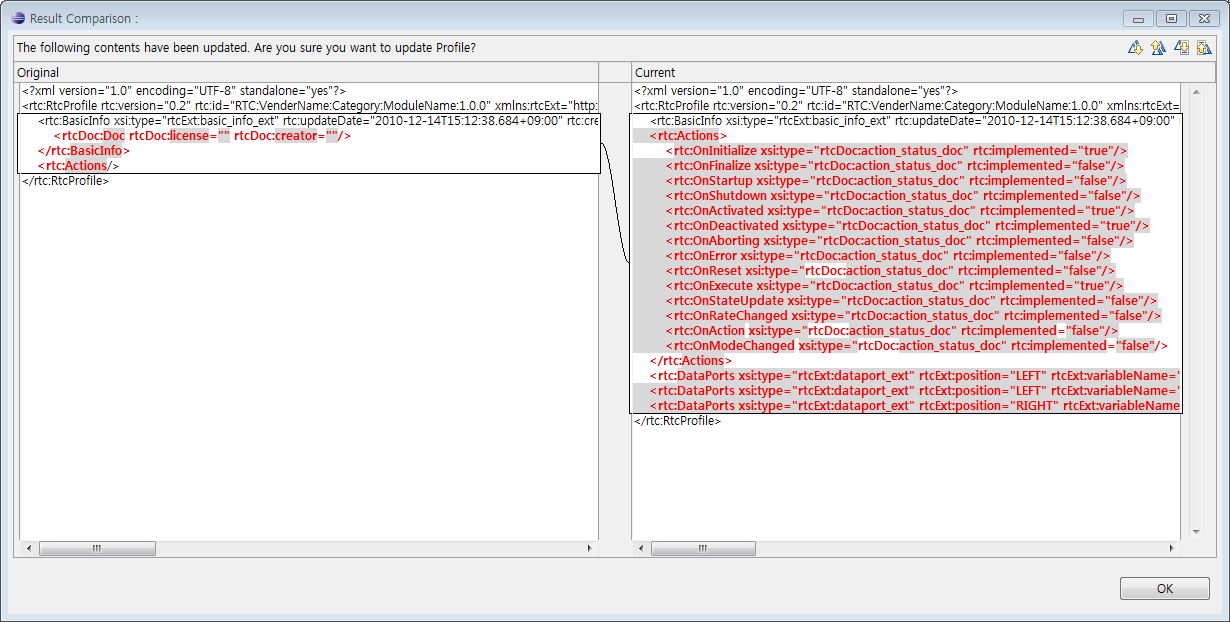 Result Comparison :
The following contents have been updated. Are you sure you want to update Profile?
Original
<?xml version="1.0" encoding="UTF-8" standalone="yes"?>
<rtc:RtcProfile rtc:version="0.2" rtc:id="RTC:VenderName:Category:ModuleName:1.0.0" xmlns:rtcExt="http:
<rtc:BasicInfo xsi:type="rtcExt:basic_info_ext" rtc:updateDate="2010-12-14T15:12:38.684+09:00" rtc:cre
<rtcDoc:Doc rtcDoc:license="" rtcDoc:creator=""/>
</rtc:BasicInfo>
<rtc:Actions/>
</rtc:RtcProfile>
Current
<?xml version="1.0" encoding="UTF-8" standalone="yes"?>
<rtc:RtcProfile rtc:version="0.2" rtc:id="RTC:VenderName:Category:ModuleName:1.0.0" xmlns:rtcExt=
<rtc:BasicInfo xsi:type="rtcExt:basic_info_ext" rtc:updateDate="2010-12-14T15:12:38.684+09:00"
<rtc:Actions>
<rtc:OnInitialize xsi:type="rtcDoc:action_status_doc" rtc:implemented="true"/>
<rtc:OnFinalize xsi:type="rtcDoc:action_status_doc" rtc:implemented="false"/>
<rtc:OnStartup xsi:type="rtcDoc:action_status_doc" rtc:implemented="false"/>
<rtc:OnShutdown xsi:type="rtcDoc:action_status_doc" rtc:implemented="false"/>
<rtc:OnActivated xsi:type="rtcDoc:action_status_doc" rtc:implemented="true"/>
<rtc:OnDeactivated xsi:type="rtcDoc:action_status_doc" rtc:implemented="true"/>
<rtc:OnAborting xsi:type="rtcDoc:action_status_doc" rtc:implemented="false"/>
<rtc:OnError xsi:type="rtcDoc:action_status_doc" rtc:implemented="false"/>
<rtc:OnReset xsi:type="rtcDoc:action_status_doc" rtc:implemented="false"/>
<rtc:OnExecute xsi:type="rtcDoc:action_status_doc" rtc:implemented="true"/>
<rtc:OnStateUpdate xsi:type="rtcDoc:action_status_doc" rtc:implemented="false"/>
<rtc:OnRateChanged xsi:type="rtcDoc:action_status_doc" rtc:implemented="false"/>
<rtc:OnAction xsi:type="rtcDoc:action_status_doc" rtc:implemented="false"/>
<rtc:OnModeChanged xsi:type="rtcDoc:action_status_doc" rtc:implemented="false"/>
</rtc:Actions>
<rtc:DataPorts xsi:type="rtcExt:dataport_ext" rtcExt:position="LEFT" rtcExt:variableName="
<rtc:DataPorts xsi:type="rtcExt:dataport_ext" rtcExt:position="LEFT" rtcExt:variableName="
<rtc:DataPorts xsi:type="rtcExt:dataport_ext" rtcExt:position="RIGHT" rtcExt:variableName
</rtc:RtcProfile>
OK